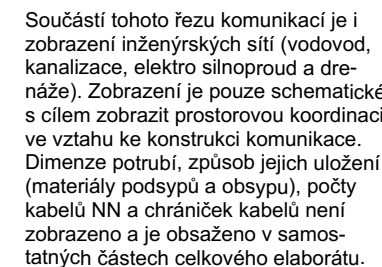 Součástí tohoto řezu komunikací je i
zobrazení inženýrských sítí (vodovod,
kanalizace, elektro silnoproud a dre-
náže). Zobrazení je pouze schematické
s cílem zobrazit prostorovou koordinaci
ve vztahu ke konstrukci komunikace.
Dimenze potrubí, způsob jejich uložení
(materiály podsypů a obsypu), počty
kabelů NN a chrániček kabelů není
zobrazeno a je obsaženo v samos-
tatných částech celkového elaborátu.